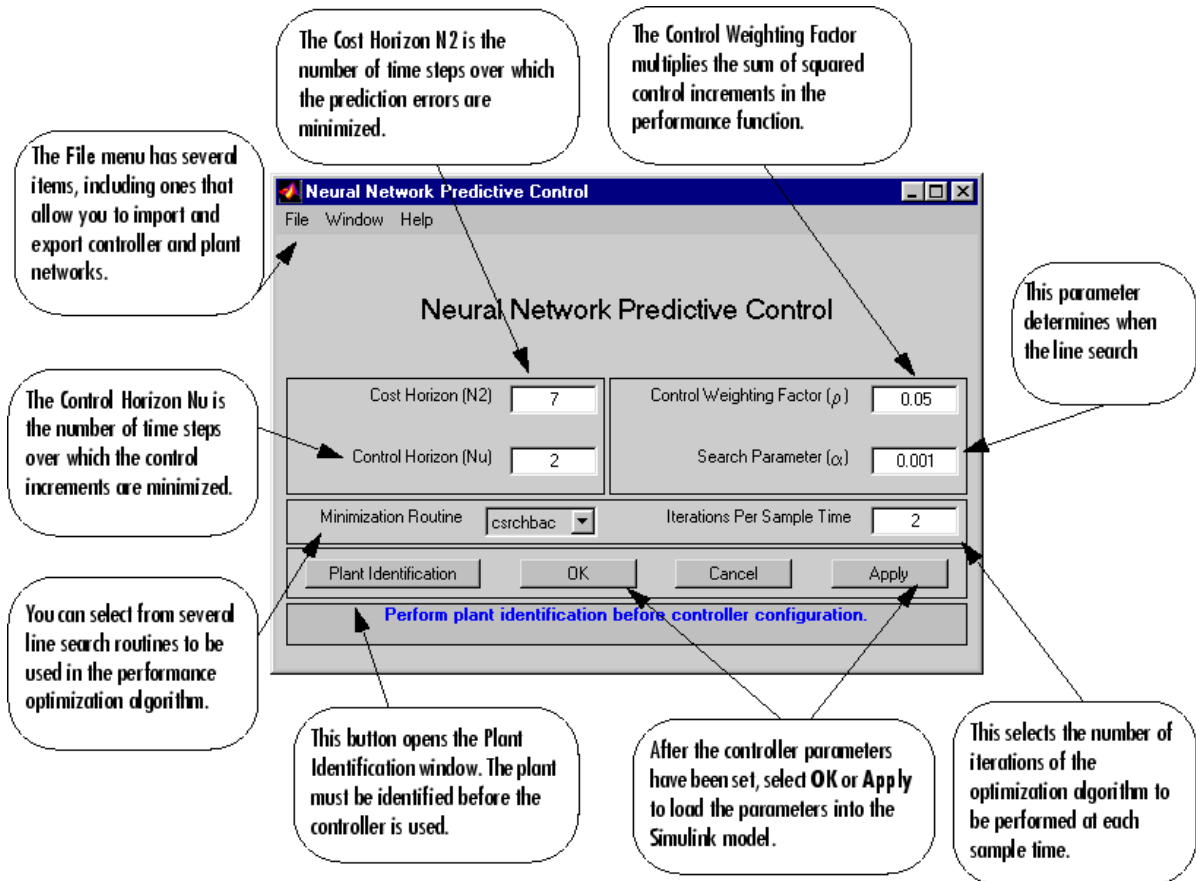 The Cost Horizon N2 is the
number of time steps over which
the prediction errors are
minimized.
The Control Weighting Factor
multiplies the sum of squared
control increments in the
performance function.
The File menu has several
items, including ones that
allow you to import and
export controller and plant
networks.
Neural Network Predictive Control
File Window Help
Neural Network Predictive Control
This parameter
determines when
the line search
The Control Horizon Nu is
the number of time steps
over which the control
increments are minimized.
Cost Horizon (N2) 7
Control Weighting Factor (ρ) 0.05
Control Horizon (Nu) 2
Search Parameter (α) 0.001
Minimization Routine csrchbac
Iterations Per Sample Time 2
Plant Identification OK Cancel Apply
Perform plant identification before controller configuration.
You can select from several
line search routines to be
used in the performance
optimization algorithm.
This button opens the Plant
Identification window. The plant
must be identified before the
controller is used.
After the controller parameters
have been set, select OK or Apply
to load the parameters into the
Simulink model.
This selects the number of
iterations of the
optimization algorithm to
be performed at each
sample time.